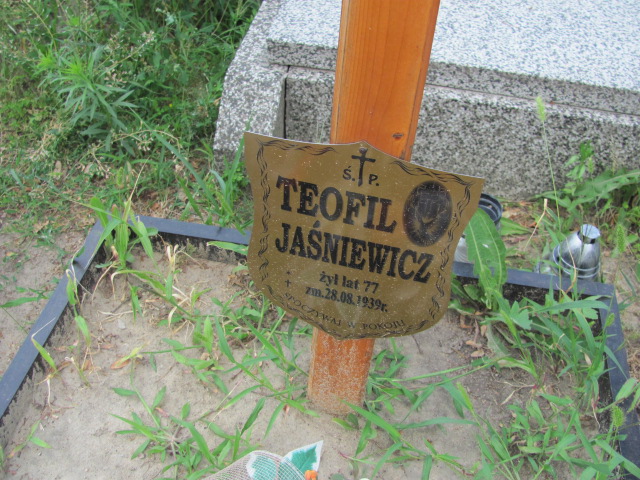 Ś.P.
TEOFIL
JAŚNIEWICZ
żył lat 77
zm.28.08.1939r.
SPOCZYWAJ W POKOJU